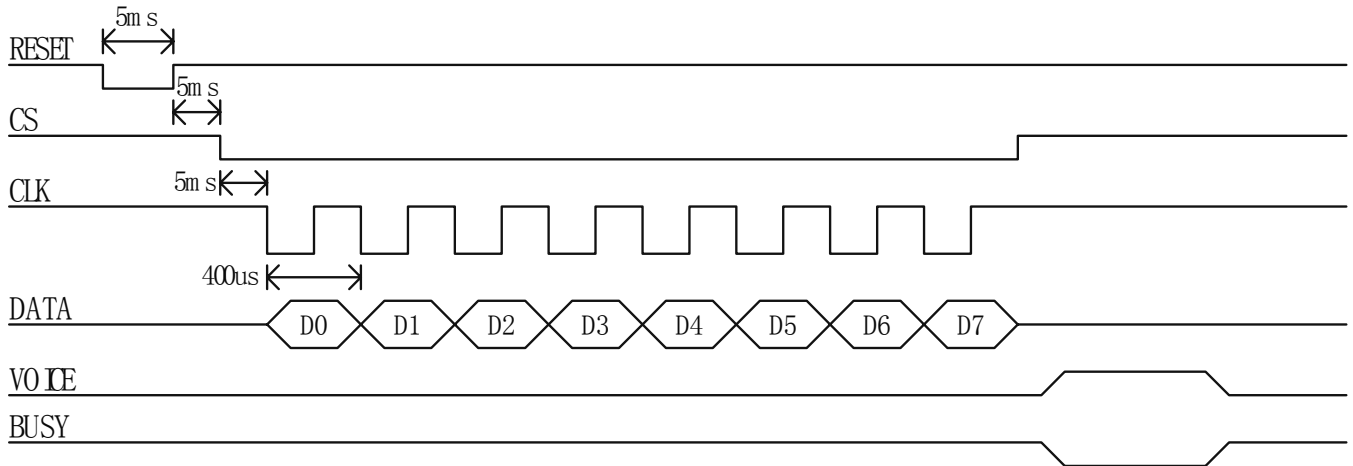 5ms
RESET
5ms
CS
5ms
CLK
400us
DATA
D0 D1 D2 D3 D4 D5 D6 D7
VOICE
BUSY